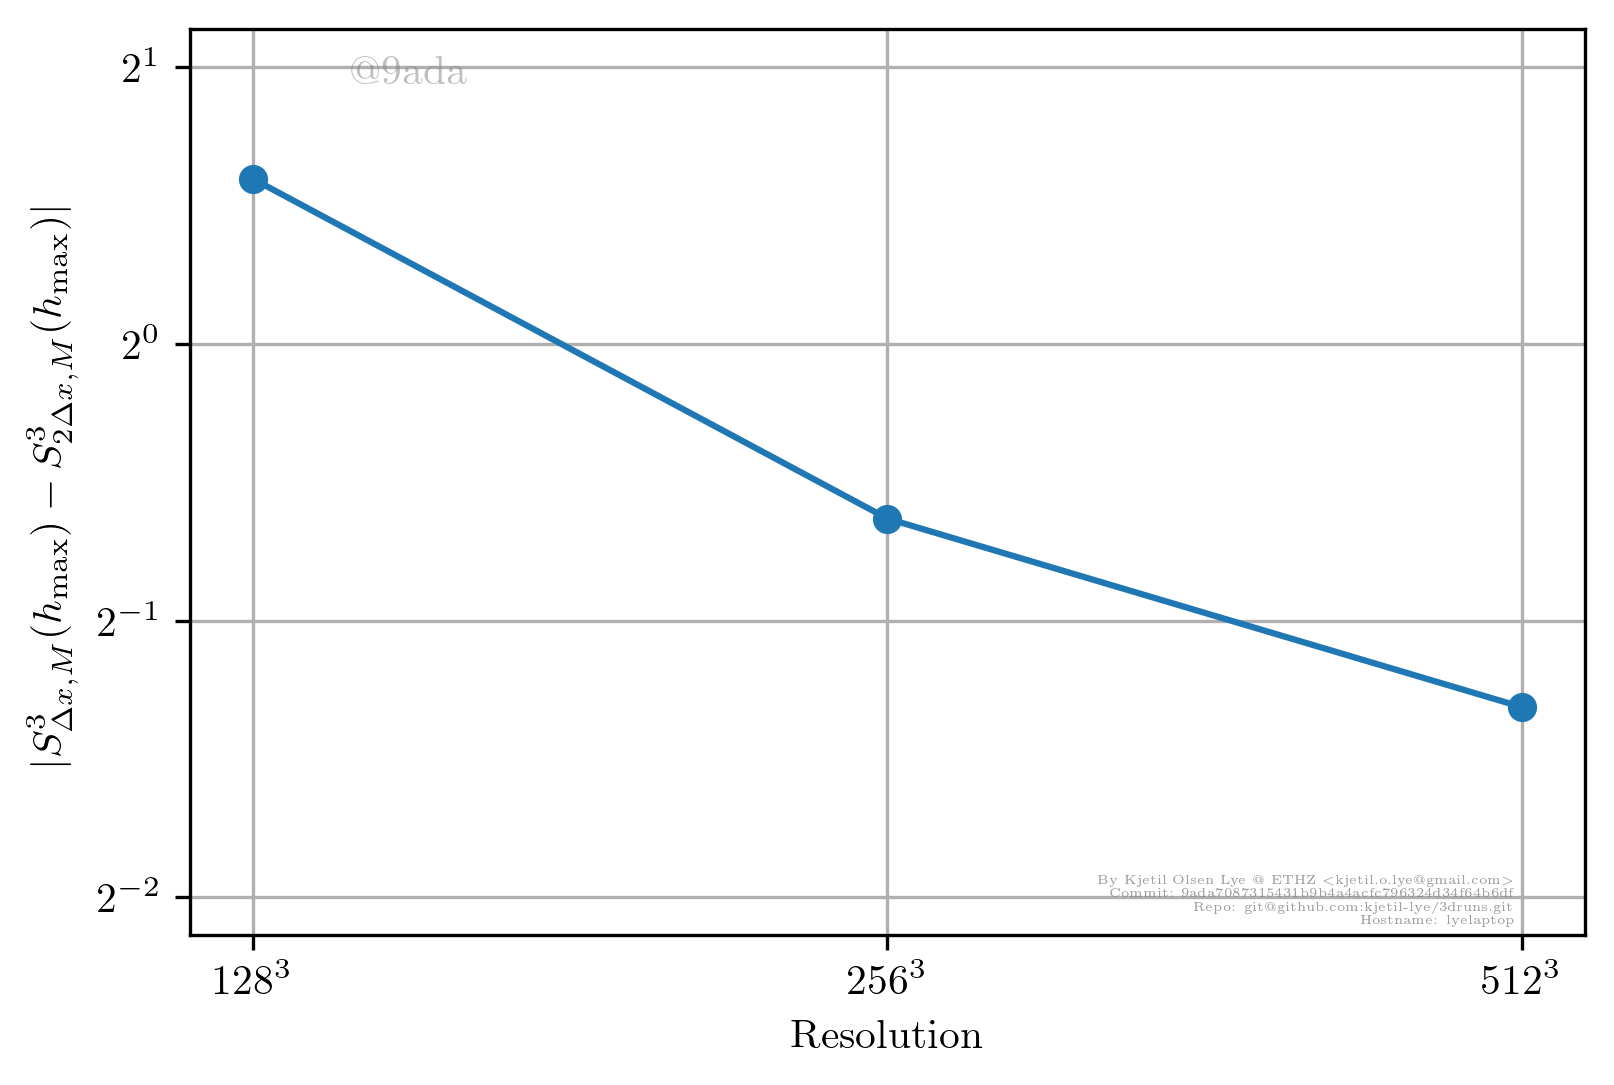 2^1
@9ada
2^0
2^{-1}
2^{-2}
|S^3_{Δx,M}(h_max) − S^3_{2Δx,M}(h_max)|
By Kjetil Olsen Lye @ ETHZ <kjetil.o.lye@gmail.com>
Commit: 9ada7087315431b9b4a4acfc796324d34f64b6df
Repo: git@github.com:kjetil-lye/3druns.git
Hostname: lyelaptop
128^3 256^3 512^3
Resolution